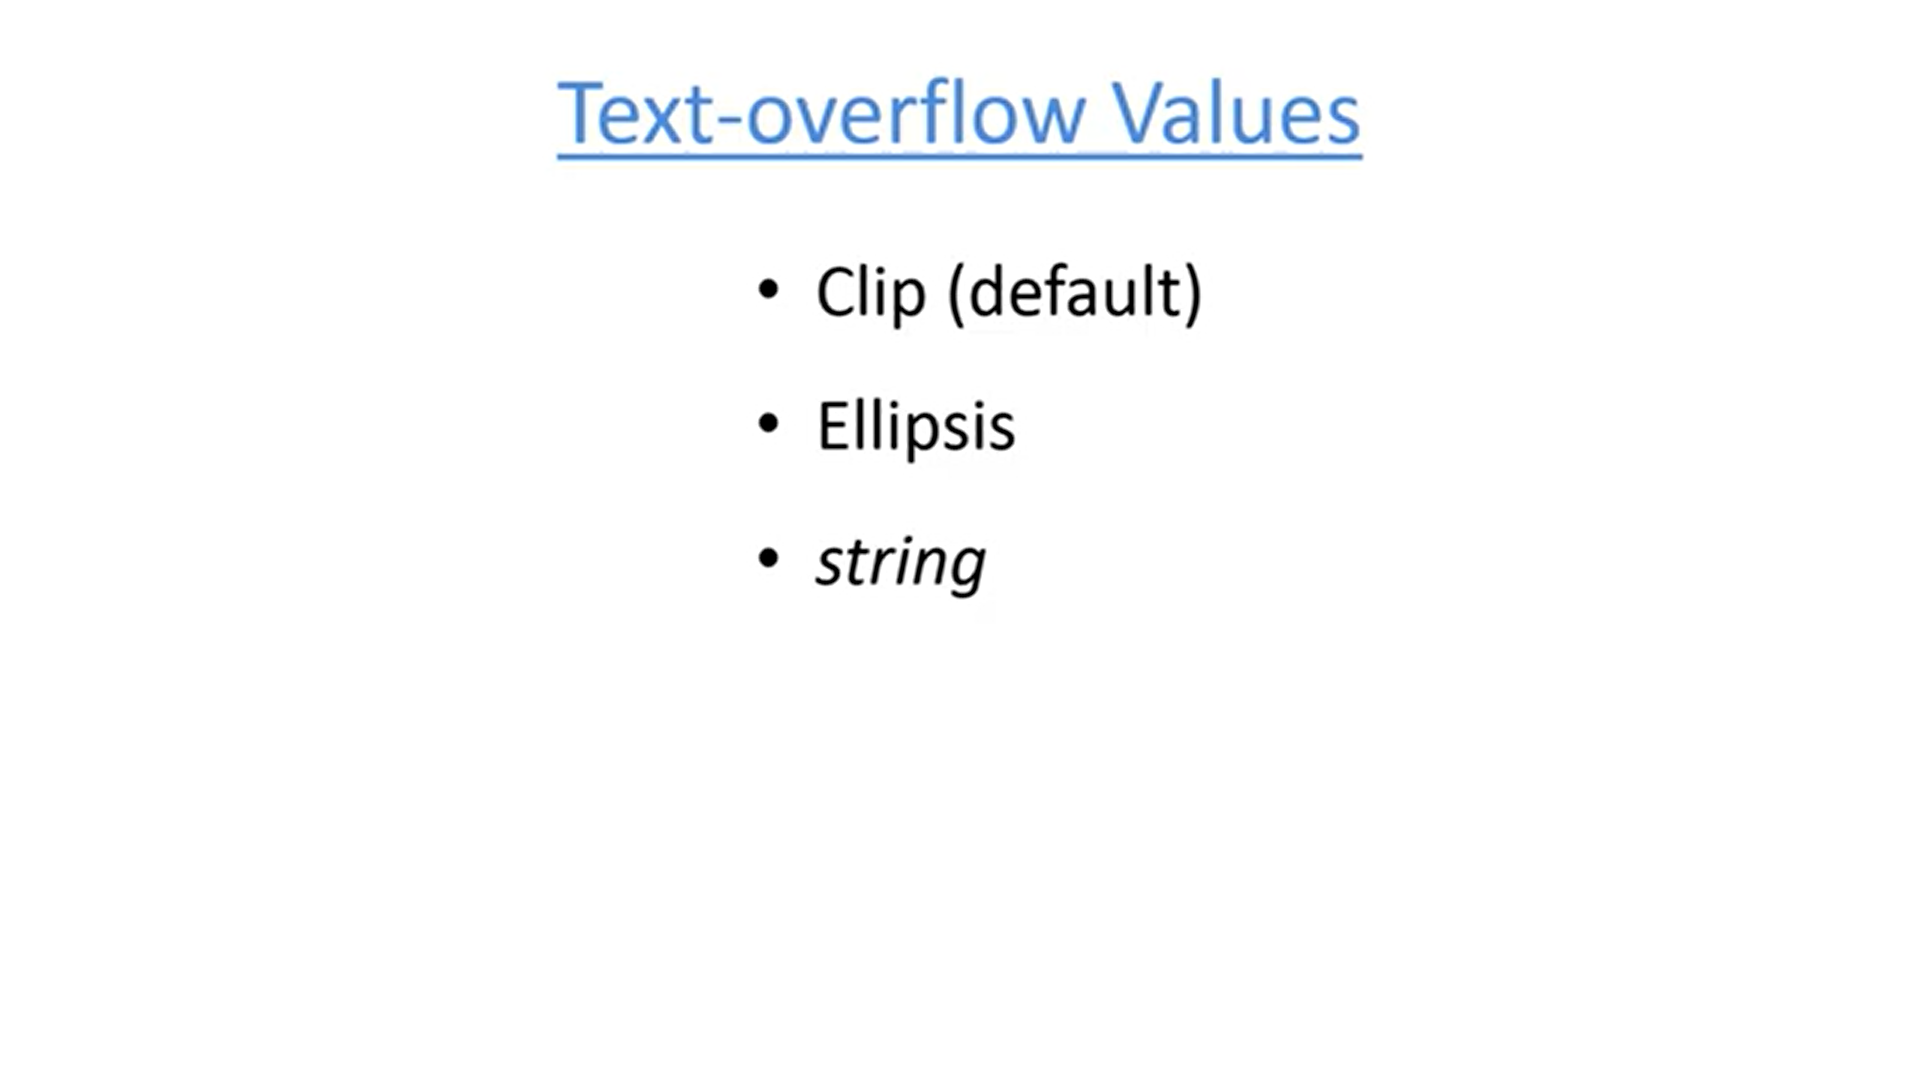 Text-overflow Values
• Clip (default)
• Ellipsis
• string